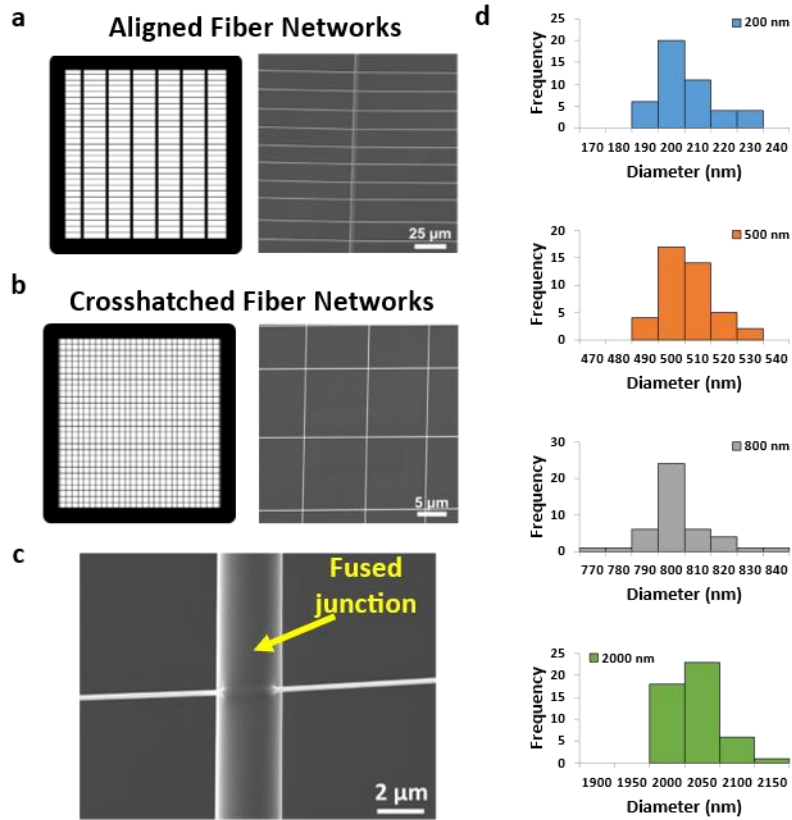 a
Aligned Fiber Networks
25 µm
b
Crosshatched Fiber Networks
5 µm
c
Fused
junction
2 µm
d
200 nm
Frequency
25
20
15
10
5
0
170 180 190 200 210 220 230 240
Diameter (nm)
500 nm
Frequency
20
15
10
5
0
470 480 490 500 510 520 530 540
Diameter (nm)
800 nm
Frequency
30
20
10
0
770 780 790 800 810 820 830 840
Diameter (nm)
2000 nm
Frequency
25
20
15
10
5
0
1900 1950 2000 2050 2100 2150
Diameter (nm)